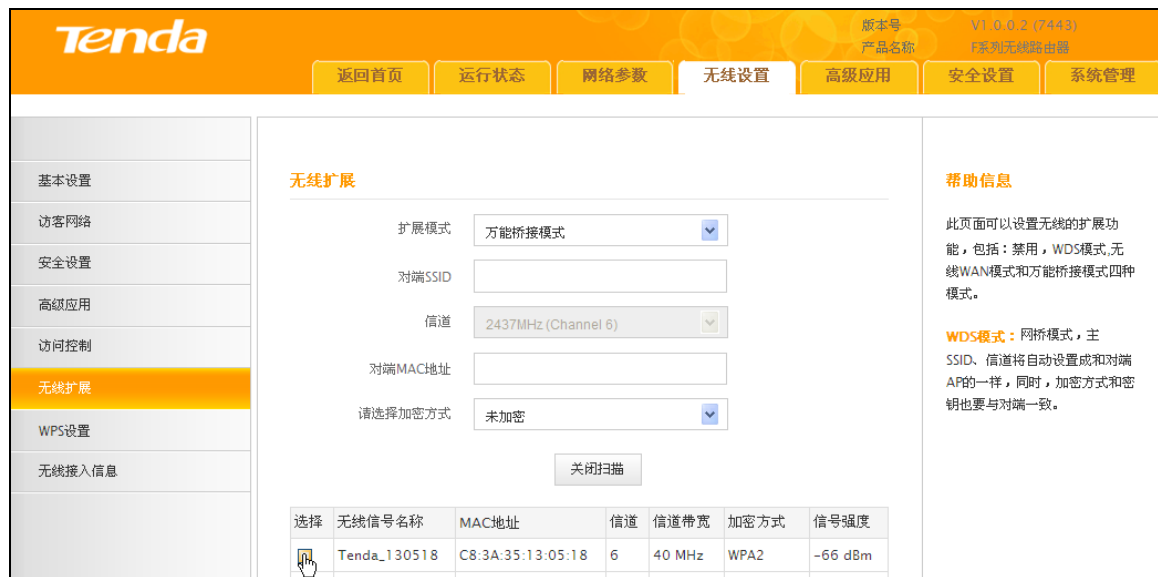 Tenda
版本号 V1.0.0.2 (7443)
产品名称 F系列无线路由器
返回首页 运行状态 网络参数 无线设置 高级应用 安全设置 系统管理
基本设置
访客网络
安全设置
高级应用
访问控制
无线扩展
WPS设置
无线接入信息
无线扩展
扩展模式 万能桥接模式
对端SSID
信道 2437MHz (Channel 6)
对端MAC地址
请选择加密方式 未加密
关闭扫描
选择 无线信号名称 MAC地址 信道 信道带宽 加密方式 信号强度
Tenda_130518 C8:3A:35:13:05:18 6 40 MHz WPA2 -66 dBm
帮助信息
此页面可以设置无线的扩展功
能，包括：禁用，WDS模式,无
线WAN模式和万能桥接模式四种
模式。
WDS模式：网桥模式，主
SSID、信道将自动设置成和对端
AP的一样，同时，加密方式和密
钥也要与对端一致。